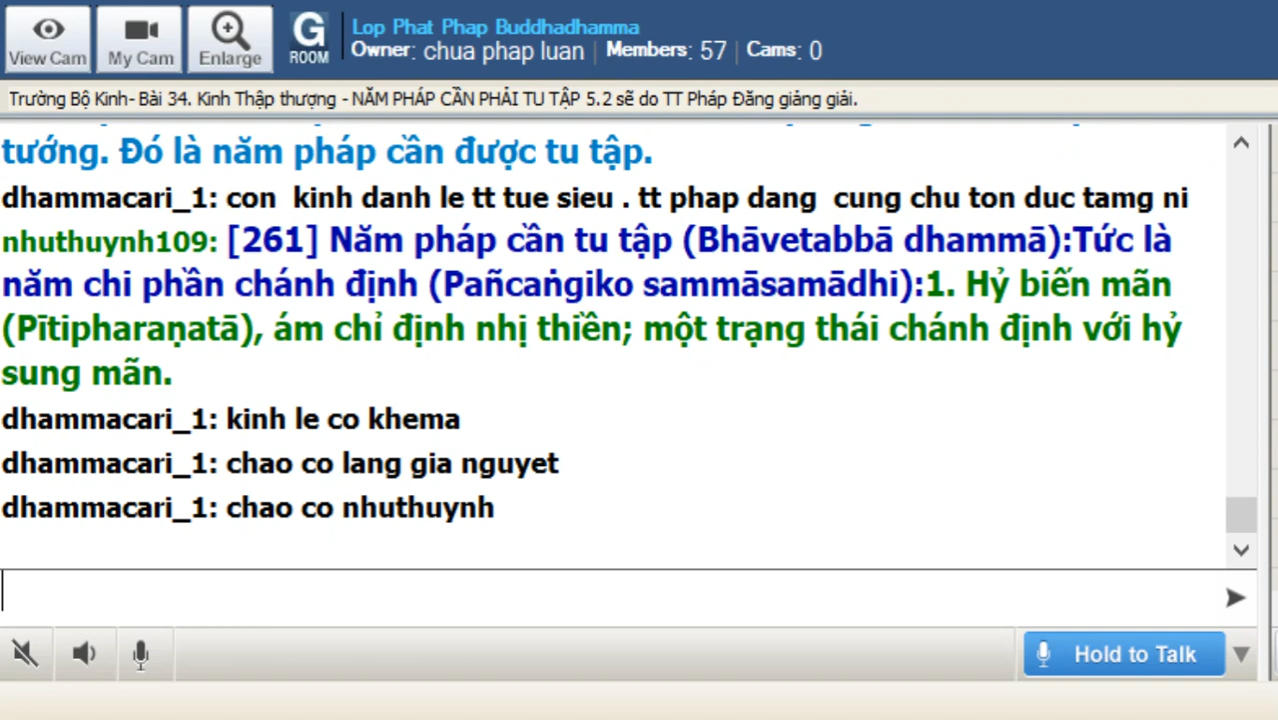 Lop Phat Phap Buddhadhamma
View Cam My Cam Enlarge G ROOM Owner: chua phap luan | Members: 57 | Cams: 0
Trường Bộ Kinh- Bài 34. Kinh Thập thượng - NĂM PHÁP CẦN PHẢI TU TẬP 5.2 sẽ do TT Pháp Đăng giảng giải.
tướng. Đó là năm pháp cần được tu tập.
dhammacari_1: con kinh danh le tt tue sieu . tt phap dang cung chu ton duc tamg ni
nhuthuynh109: [261] Năm pháp cần tu tập (Bhāvetabbā dhammā):Tức là
năm chi phần chánh định (Pañcaṅgiko sammāsamādhi):1. Hỷ biến mãn
(Pītipharaṇatā), ám chỉ định nhị thiền; một trạng thái chánh định với hỷ
sung mãn.
dhammacari_1: kinh le co khema
dhammacari_1: chao co lang gia nguyet
dhammacari_1: chao co nhuthuynh
Hold to Talk